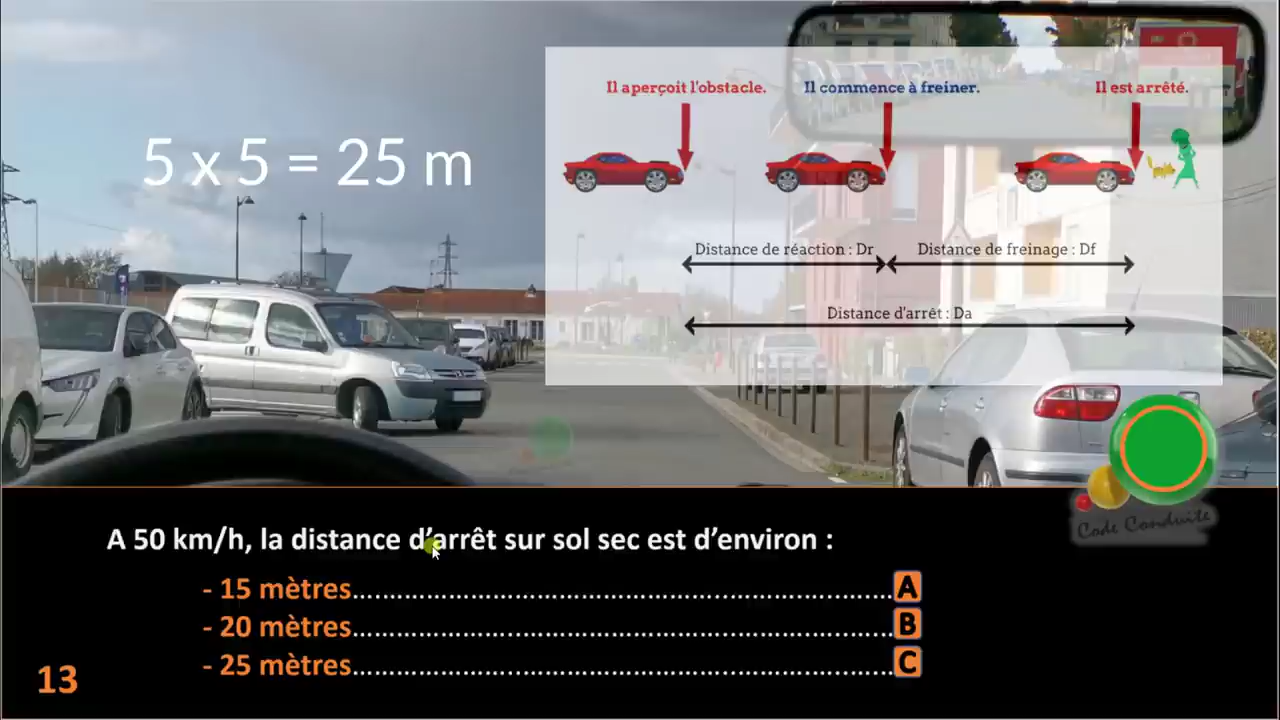 Il aperçoit l'obstacle.
Il commence à freiner.
Il est arrêté.
5 x 5 = 25 m
Distance de réaction : Dr
Distance de freinage : Df
Distance d'arrêt : Da
Code Conduite
A 50 km/h, la distance d’arrêt sur sol sec est d’environ :
- 15 mètres.......................................................................A
- 20 mètres.......................................................................B
- 25 mètres.......................................................................C
13